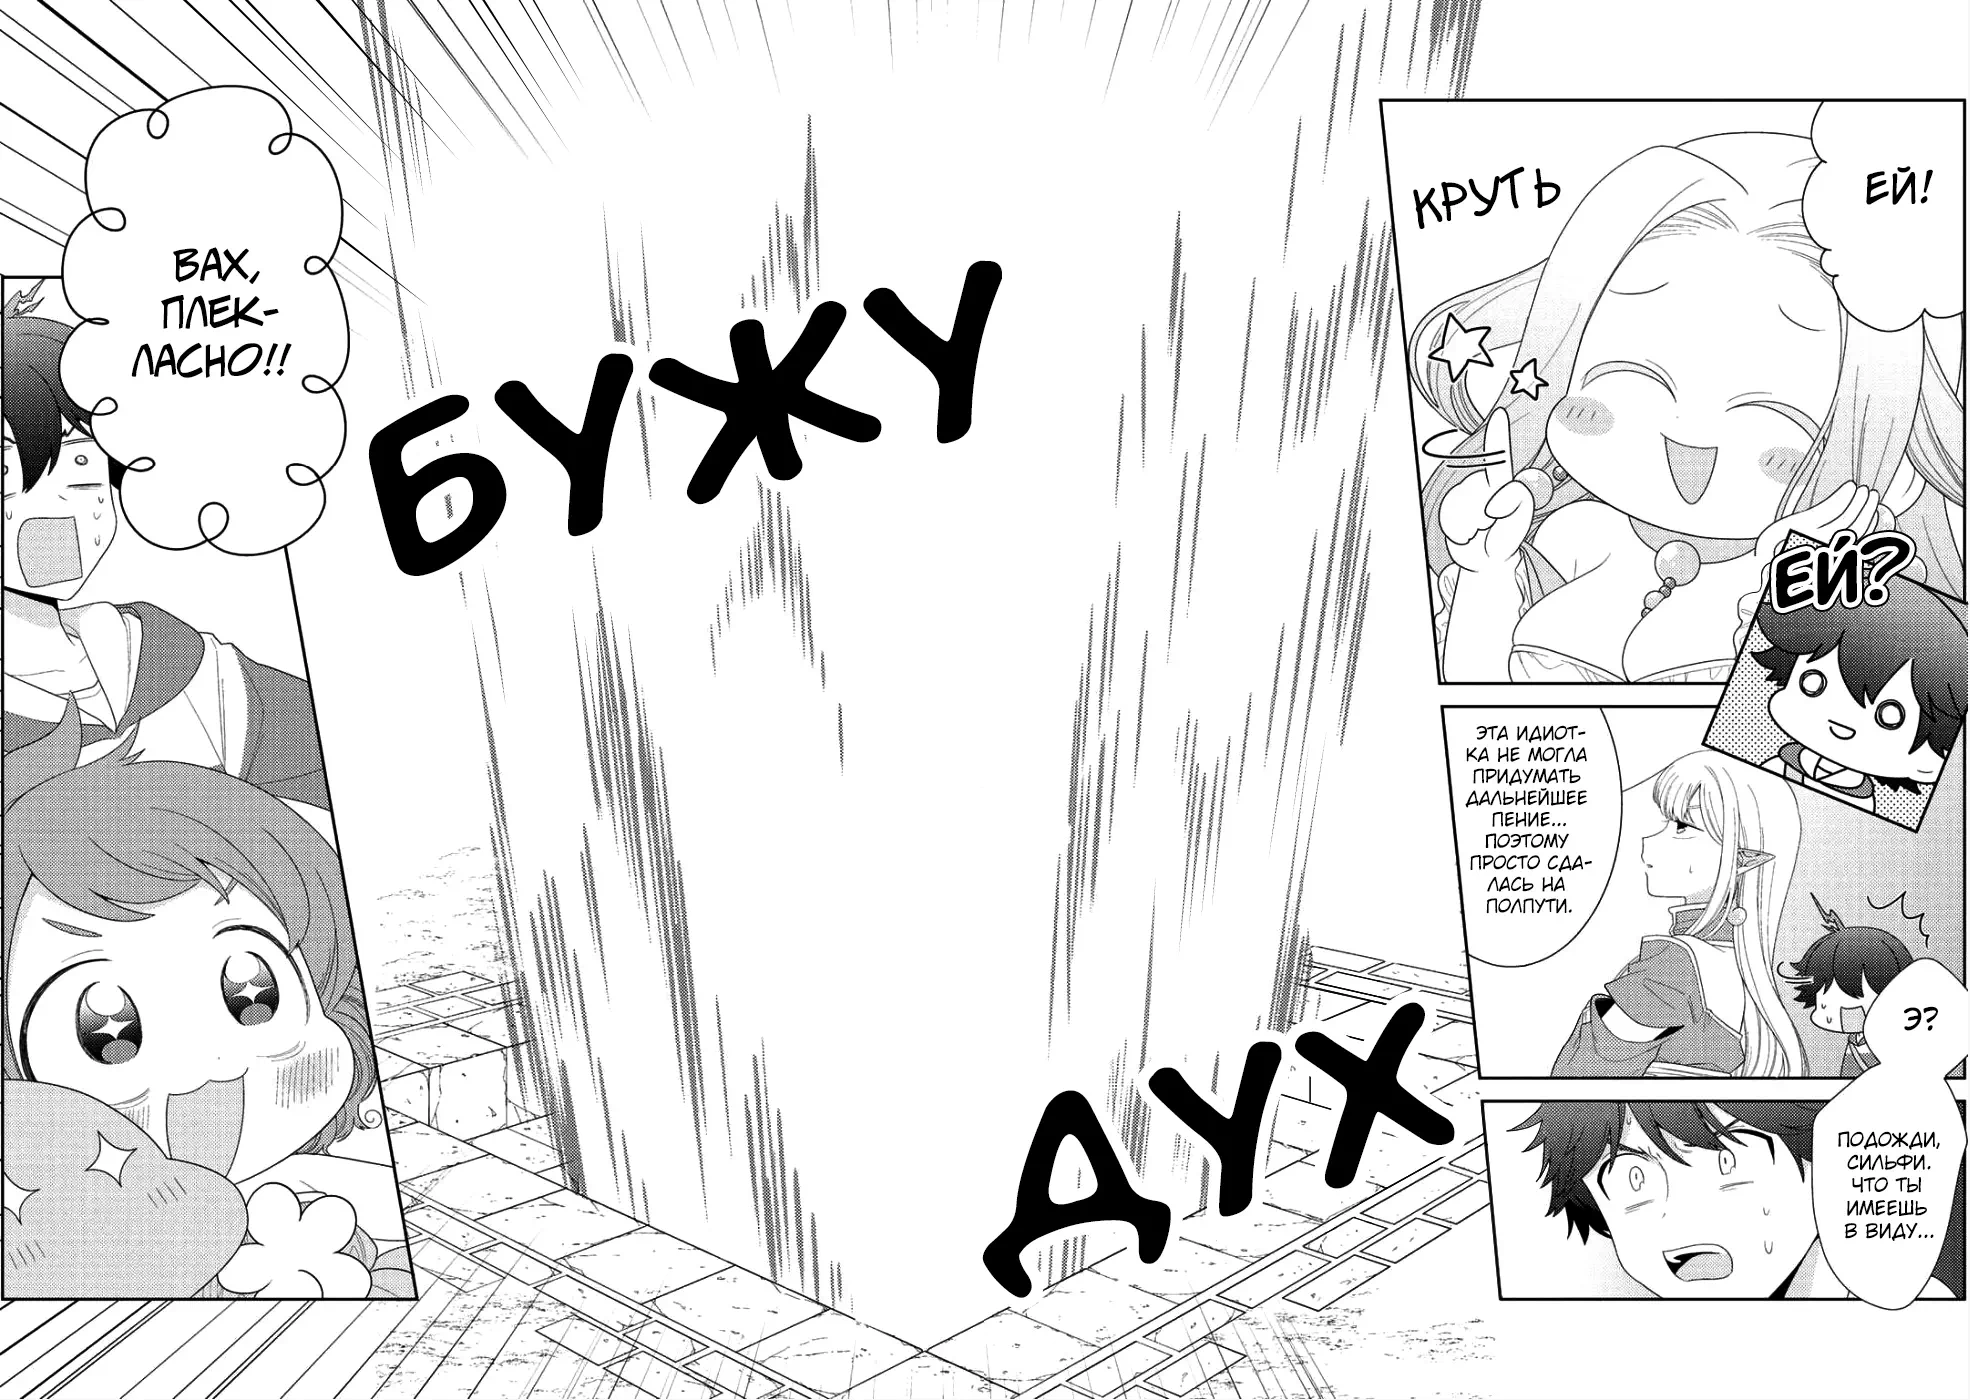 ЕЙ!
КРУТЬ
ЕЙ?
ЭТА ИДИОТ-
КА НЕ МОГЛА
ПРИДУМАТЬ
ДАЛЬНЕЙШЕЕ
ПЕНИЕ...
ПОЭТОМУ
ПРОСТО СДА-
ЛАСЬ НА
ПОЛПУТИ.
Э?
ПОДОЖДИ,
СИЛЬФИ.
ЧТО ТЫ
ИМЕЕШЬ
В ВИДУ...
БУЖУ
ДУХ
ВАХ,
ПЛЕК-
ЛАСНО!!